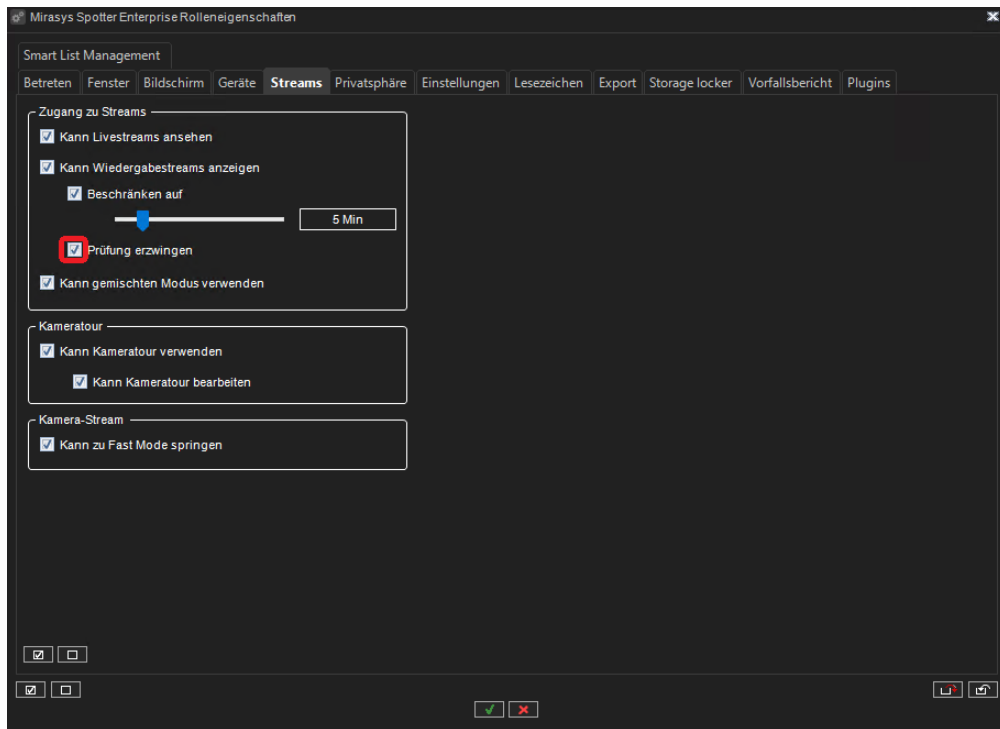 Mirasys Spotter Enterprise Rolleneigenschaften
Smart List Management
Betreten Fenster Bildschirm Geräte Streams Privatsphäre Einstellungen Lesezeichen Export Storage locker Vorfallsbericht Plugins
Zugang zu Streams
Kann Livestreams ansehen
Kann Wiedergabestreams anzeigen
Beschränken auf
5 Min
Prüfung erzwingen
Kann gemischten Modus verwenden
Kameratour
Kann Kameratour verwenden
Kann Kameratour bearbeiten
Kamera-Stream
Kann zu Fast Mode springen